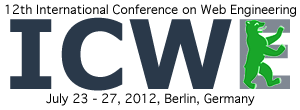 12th International Conference on Web Engineering
ICWE
July 23 - 27, 2012, Berlin, Germany